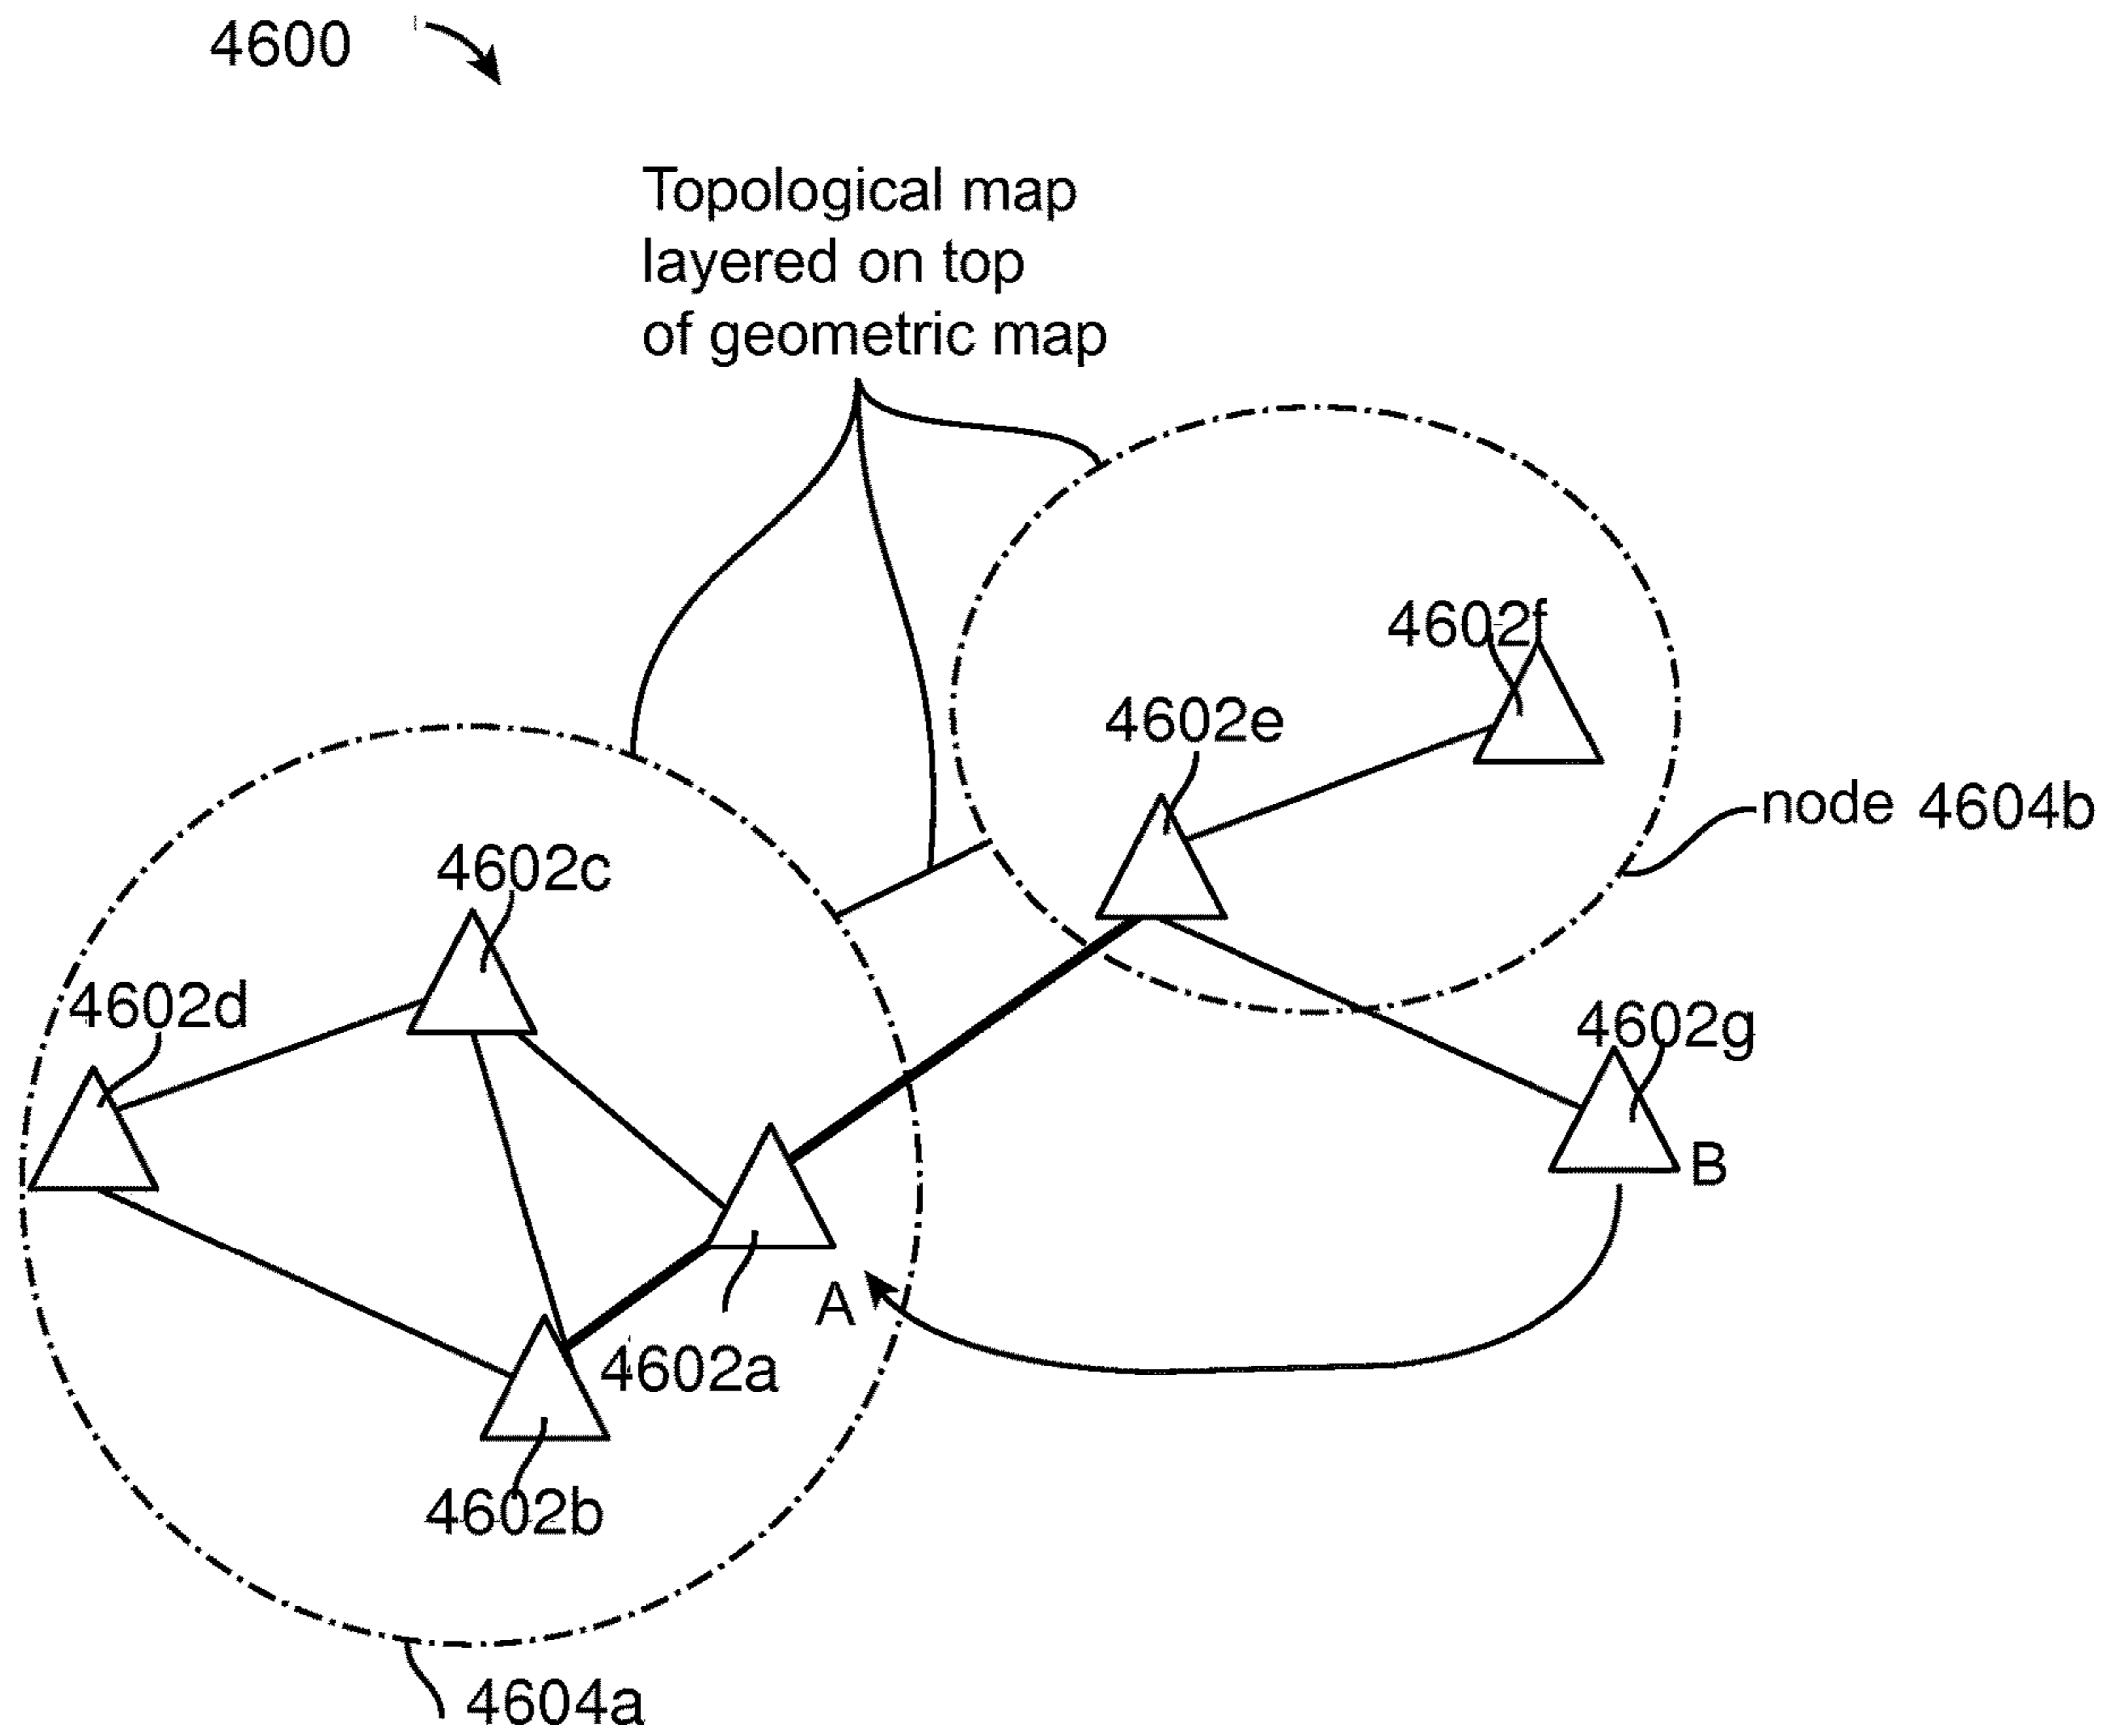 4600
Topological map
layered on top
of geometric map
4602f
4602e
node 4604b
4602c
4602d
4602g
B
A
4602a
4602b
4604a